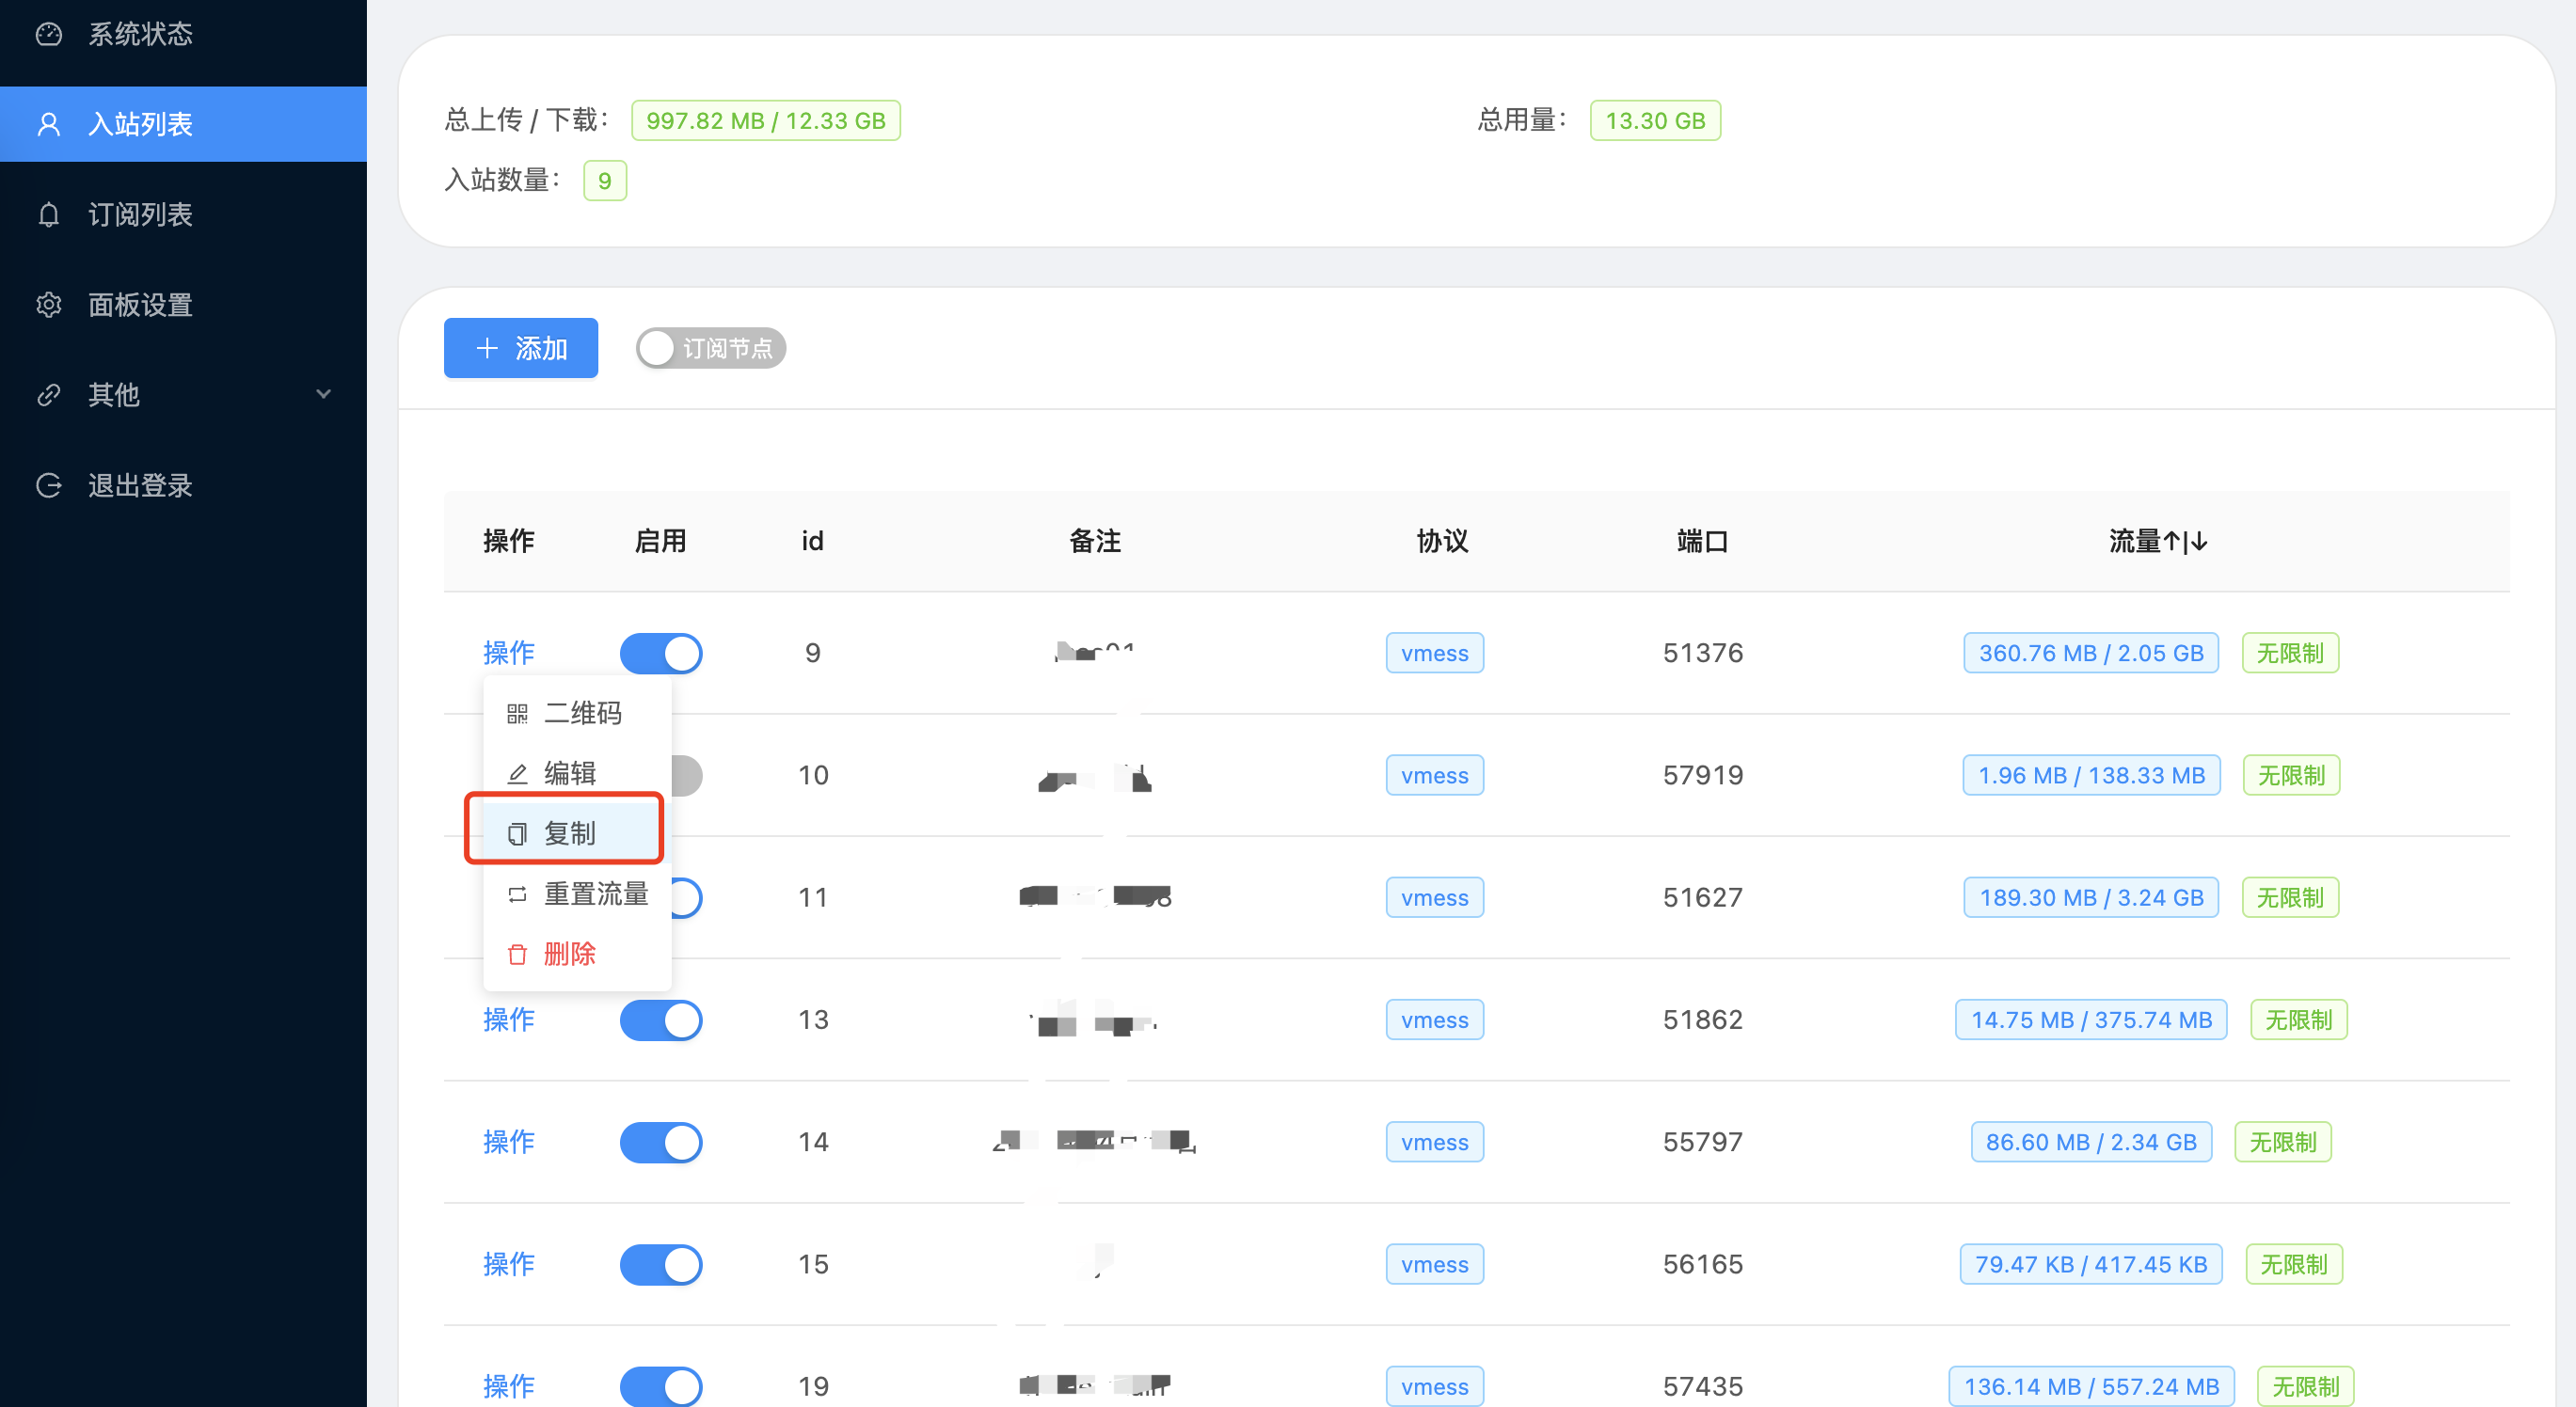 系统状态
入站列表
订阅列表
面板设置
其他
退出登录
总上传 / 下载： 997.82 MB / 12.33 GB
总用量： 13.30 GB
入站数量： 9
添加 订阅节点
操作 启用 id 备注 协议 端口 流量↑|↓
操作 9 vmess 51376 360.76 MB / 2.05 GB 无限制
二维码
编辑
复制
重置流量
删除
10 vmess 57919 1.96 MB / 138.33 MB 无限制
11 vmess 51627 189.30 MB / 3.24 GB 无限制
操作 13 vmess 51862 14.75 MB / 375.74 MB 无限制
操作 14 vmess 55797 86.60 MB / 2.34 GB 无限制
操作 15 vmess 56165 79.47 KB / 417.45 KB 无限制
操作 19 vmess 57435 136.14 MB / 557.24 MB 无限制